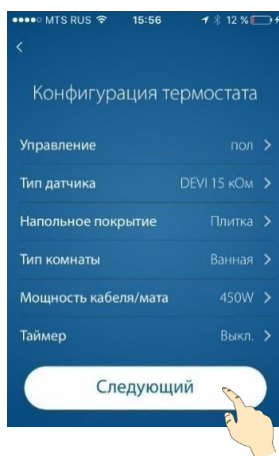 MTS RUS 15:56 12 %
Конфигурация термостата
Управление пол
Тип датчика DEVI 15 кОм
Напольное покрытие Плитка
Тип комнаты Ванная
Мощность кабеля/мата 450W
Таймер Выкл.
Следующий